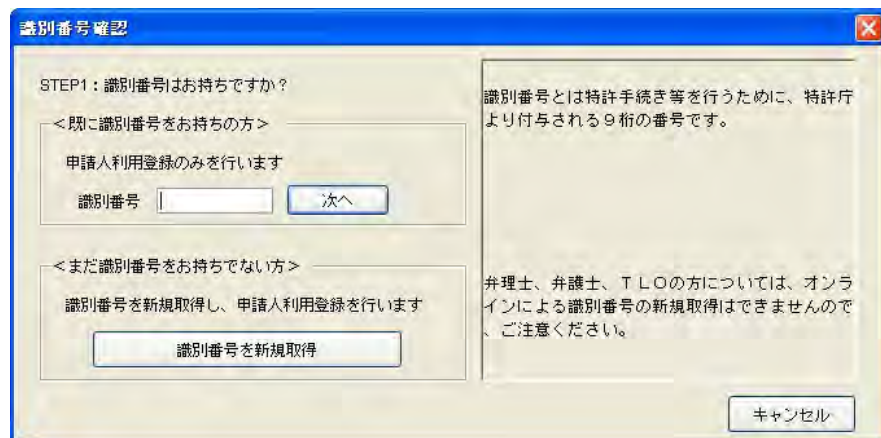 識別番号確認
STEP1：識別番号はお持ちですか？
＜既に識別番号をお持ちの方＞
申請人利用登録のみを行います
識別番号
次へ
＜まだ識別番号をお持ちでない方＞
識別番号を新規取得し、申請人利用登録を行います
識別番号を新規取得
識別番号とは特許手続き等を行うために、特許庁
より付与される９桁の番号です。
弁理士、弁護士、ＴＬＯの方については、オンラ
インによる識別番号の新規取得はできませんので
、ご注意ください。
キャンセル